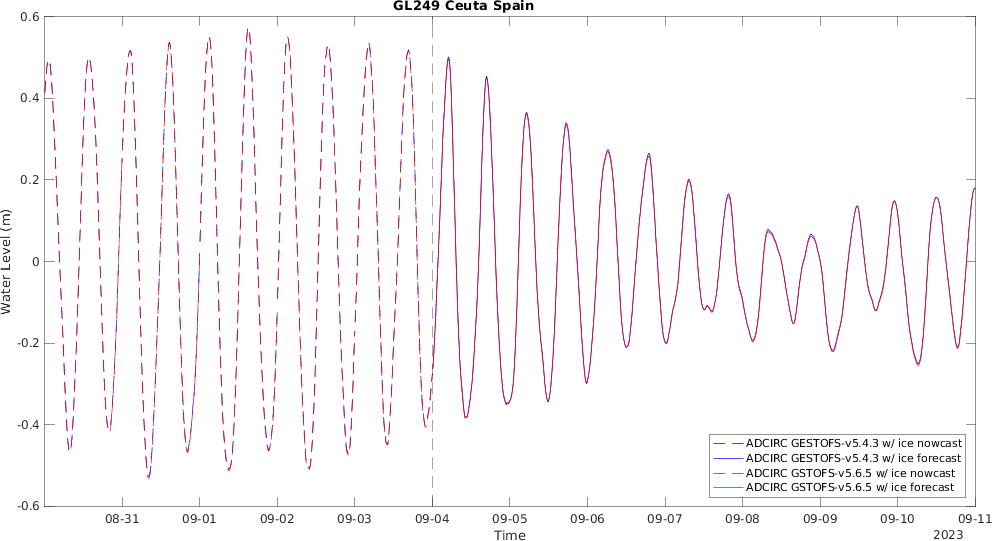 GL249 Ceuta Spain
0.6
0.4
0.2
0
-0.2
-0.4
-0.6
Water Level (m)
ADCIRC GESTOFS-v5.4.3 w/ ice nowcast
ADCIRC GESTOFS-v5.4.3 w/ ice forecast
ADCIRC GSTOFS-v5.6.5 w/ ice nowcast
ADCIRC GSTOFS-v5.6.5 w/ ice forecast
08-31 09-01 09-02 09-03 09-04 09-05 09-06 09-07 09-08 09-09 09-10 09-11
Time
2023